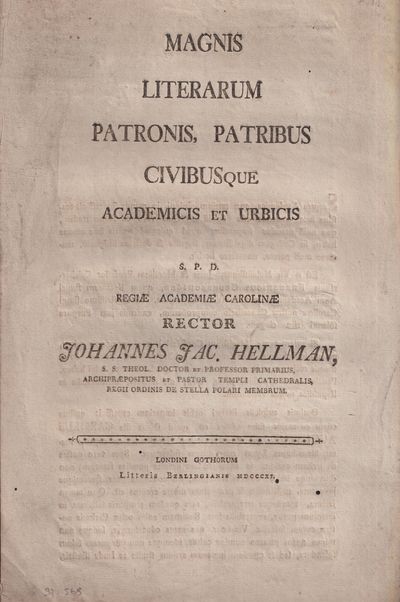 MAGNIS
LITERARUM
PATRONIS, PATRIBUS
CIVIBUSQUE
ACADEMICIS ET URBICIS
S. P. D.
REGIÆ ACADEMIÆ CAROLINÆ
RECTOR
JOHANNES JAC. HELLMAN,
S. S. THEOL. DOCTOR ET PROFESSOR PRIMARIUS,
ARCHIPRÆPOSITUS ET PASTOR TEMPLI CATHEDRALIS,
REGII ORDINIS DE STELLA POLARI MEMBRUM.
LONDINI GOTHORUM
Litteris BERLINGIANIS MDCCCXI.